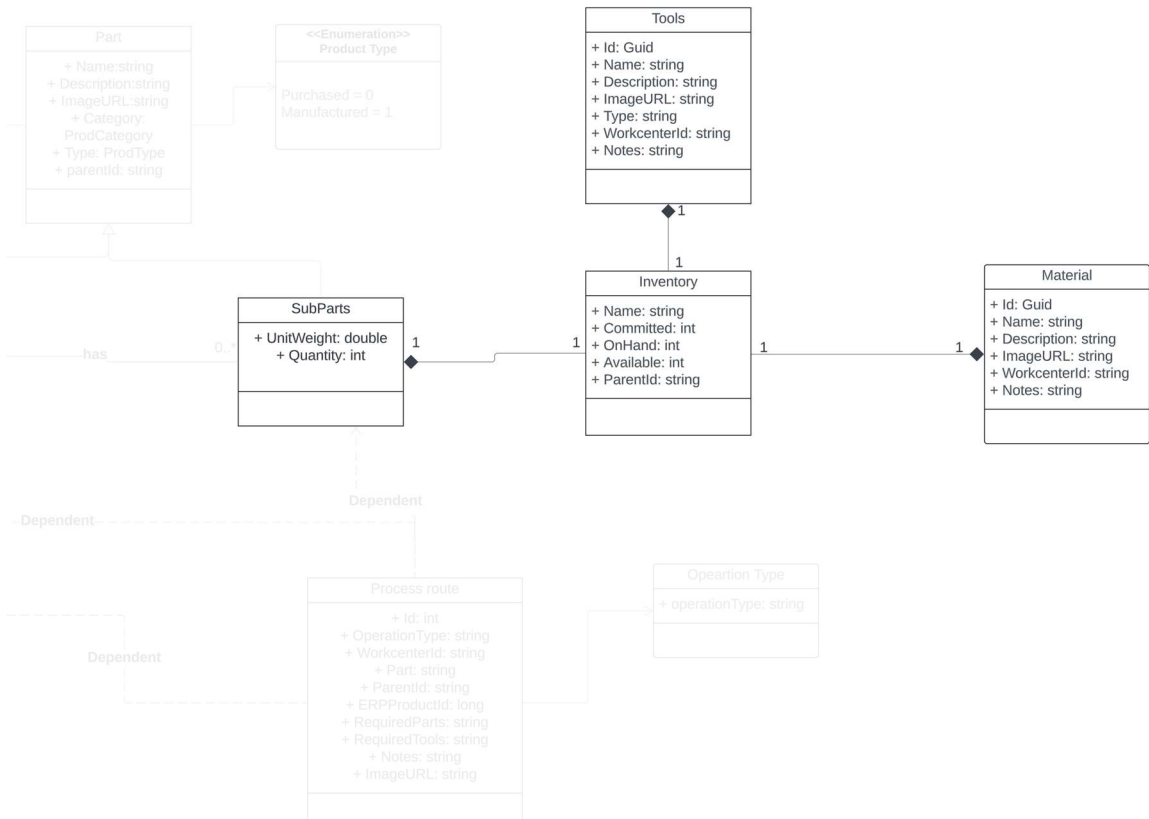 Part
+ Name:string
+ Description:string
+ ImageURL:string
+ Category:
ProdCategory
+ Type: ProdType
+ parentId: string
<<Enumeration>>
Product Type
Purchased = 0
Manufactured = 1
Tools
+ Id: Guid
+ Name: string
+ Description: string
+ ImageURL: string
+ Type: string
+ WorkcenterId: string
+ Notes: string
1
1
SubParts
+ UnitWeight: double
+ Quantity: int
has
0..*
1
1
Inventory
+ Name: string
+ Committed: int
+ OnHand: int
+ Available: int
+ ParentId: string
1
1
Material
+ Id: Guid
+ Name: string
+ Description: string
+ ImageURL: string
+ WorkcenterId: string
+ Notes: string
Dependent
Dependent
Dependent
Process route
+ Id: int
+ OperationType: string
+ WorkcenterId: string
+ Part: string
+ ParentId: string
+ ERPProductId: long
+ RequiredParts: string
+ RequiredTools: string
+ Notes: string
+ ImageURL: string
Opeartion Type
+ operationType: string